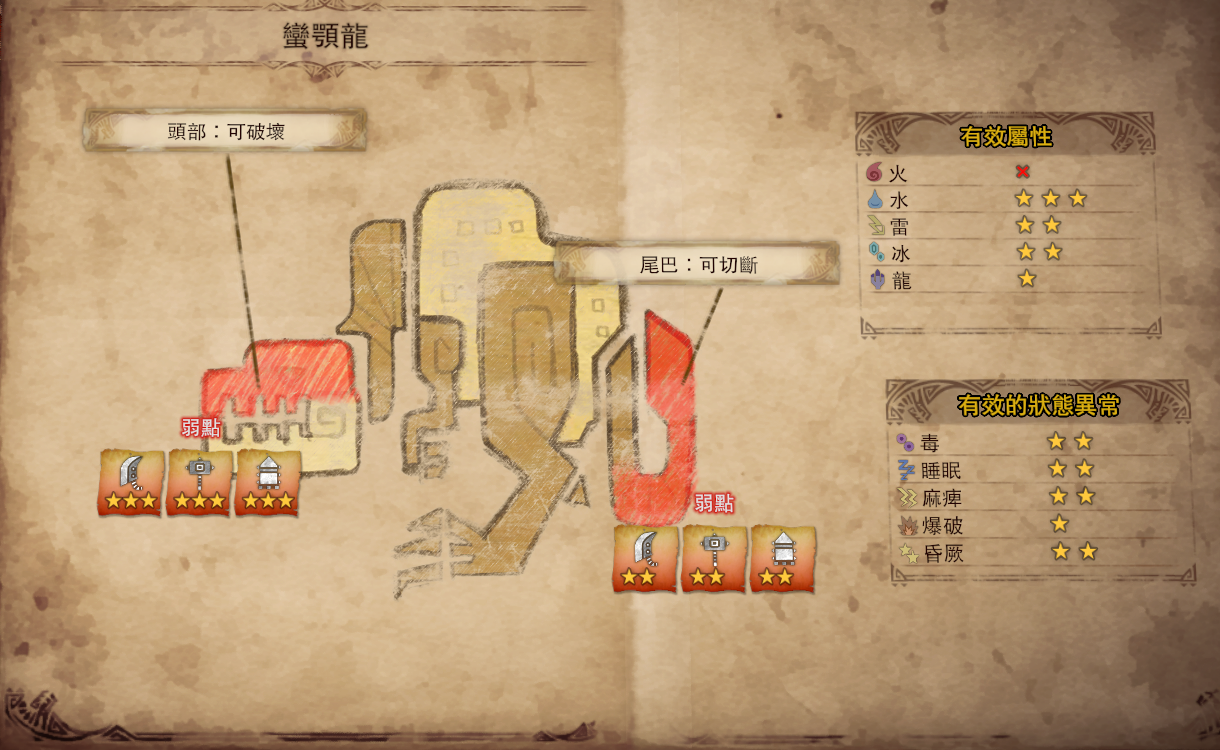 蠻顎龍
頭部：可破壞
尾巴：可切斷
弱點
弱點
有效屬性
火
水
雷
冰
龍
有效的狀態異常
毒
睡眠
麻痺
爆破
昏厥